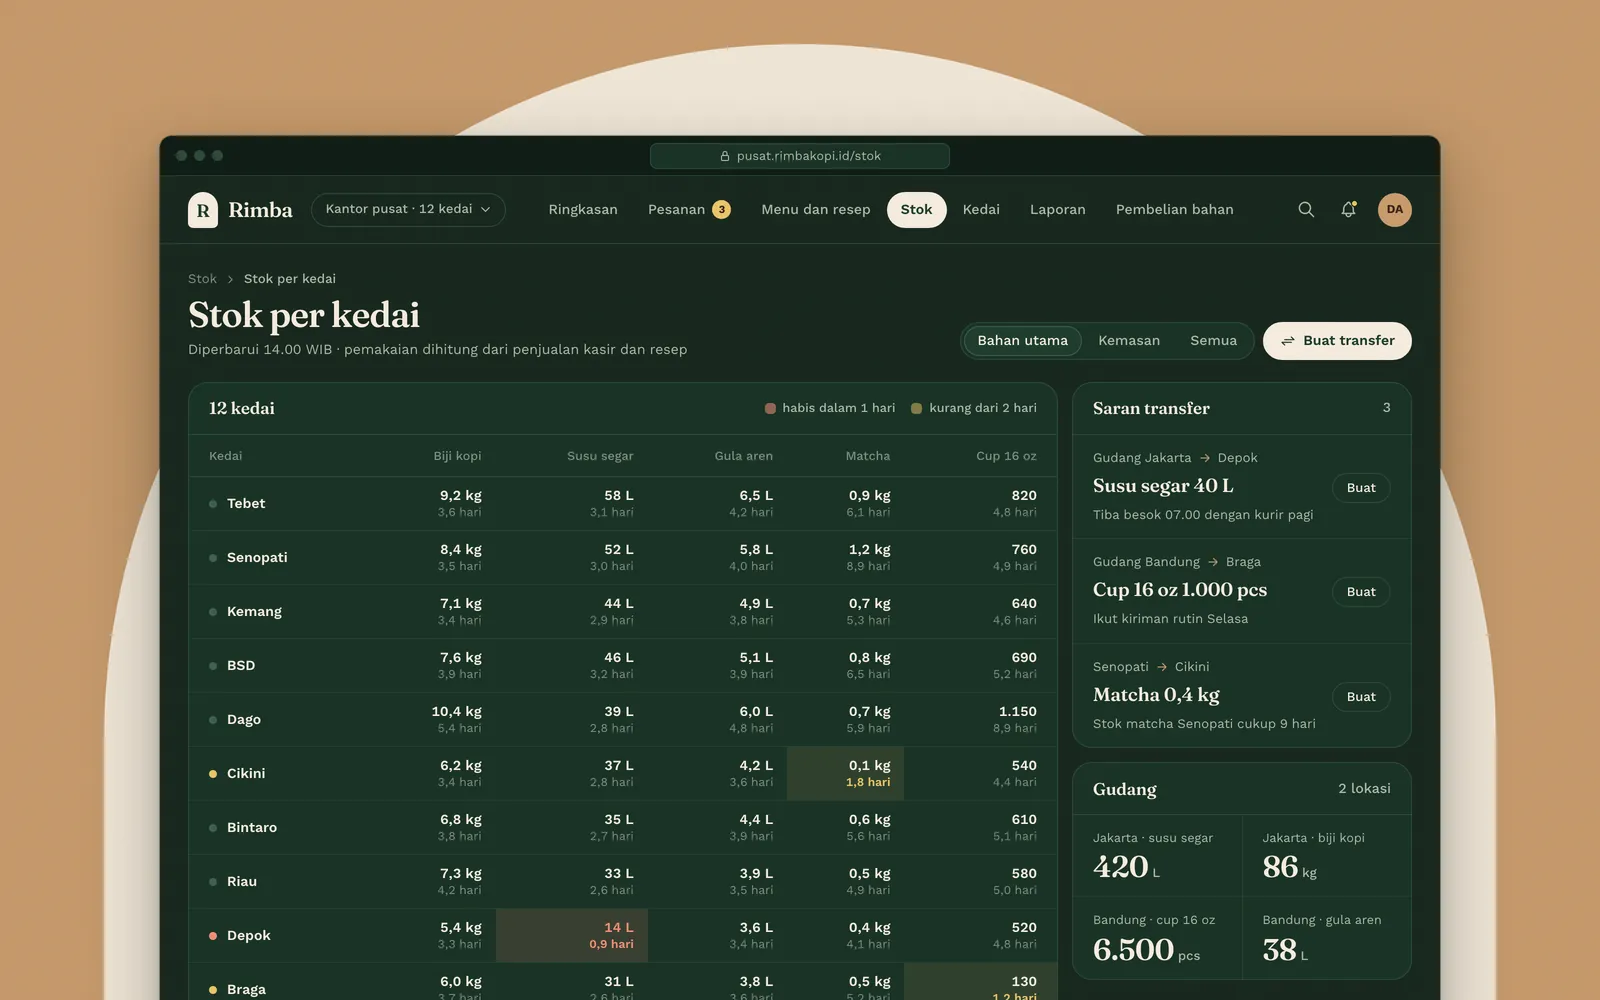 pusat.rimbakopi.id/stok
R Rimba Kantor pusat · 12 kedai Ringkasan Pesanan 3 Menu dan resep Stok Kedai Laporan Pembelian bahan DA
Stok > Stok per kedai
Stok per kedai
Diperbarui 14.00 WIB · pemakaian dihitung dari penjualan kasir dan resep
Bahan utama Kemasan Semua Buat transfer
12 kedai habis dalam 1 hari kurang dari 2 hari
Kedai Biji kopi Susu segar Gula aren Matcha Cup 16 oz
Tebet 9,2 kg 58 L 6,5 L 0,9 kg 820
3,6 hari 3,1 hari 4,2 hari 6,1 hari 4,8 hari
Senopati 8,4 kg 52 L 5,8 L 1,2 kg 760
3,5 hari 3,0 hari 4,0 hari 8,9 hari 4,9 hari
Kemang 7,1 kg 44 L 4,9 L 0,7 kg 640
3,4 hari 2,9 hari 3,8 hari 5,3 hari 4,6 hari
BSD 7,6 kg 46 L 5,1 L 0,8 kg 690
3,9 hari 3,2 hari 3,9 hari 6,5 hari 5,2 hari
Dago 10,4 kg 39 L 6,0 L 0,7 kg 1.150
5,4 hari 2,8 hari 4,8 hari 5,9 hari 8,9 hari
Cikini 6,2 kg 37 L 4,2 L 0,1 kg 540
3,4 hari 2,8 hari 3,6 hari 1,8 hari 4,4 hari
Bintaro 6,8 kg 35 L 4,4 L 0,6 kg 610
3,8 hari 2,7 hari 3,9 hari 5,6 hari 5,1 hari
Riau 7,3 kg 33 L 3,9 L 0,5 kg 580
4,2 hari 2,6 hari 3,5 hari 4,9 hari 5,0 hari
Depok 5,4 kg 14 L 3,6 L 0,4 kg 520
3,3 hari 0,9 hari 3,4 hari 4,1 hari 4,8 hari
Braga 6,0 kg 31 L 3,8 L 0,5 kg 130
3,7 hari 2,6 hari 3,6 hari 5,2 hari 1,2 hari
Saran transfer 3
Gudang Jakarta → Depok
Susu segar 40 L Buat
Tiba besok 07.00 dengan kurir pagi
Gudang Bandung → Braga
Cup 16 oz 1.000 pcs Buat
Ikut kiriman rutin Selasa
Senopati → Cikini
Matcha 0,4 kg Buat
Stok matcha Senopati cukup 9 hari
Gudang 2 lokasi
Jakarta · susu segar Jakarta · biji kopi
420 L 86 kg
Bandung · cup 16 oz Bandung · gula aren
6.500 pcs 38 L